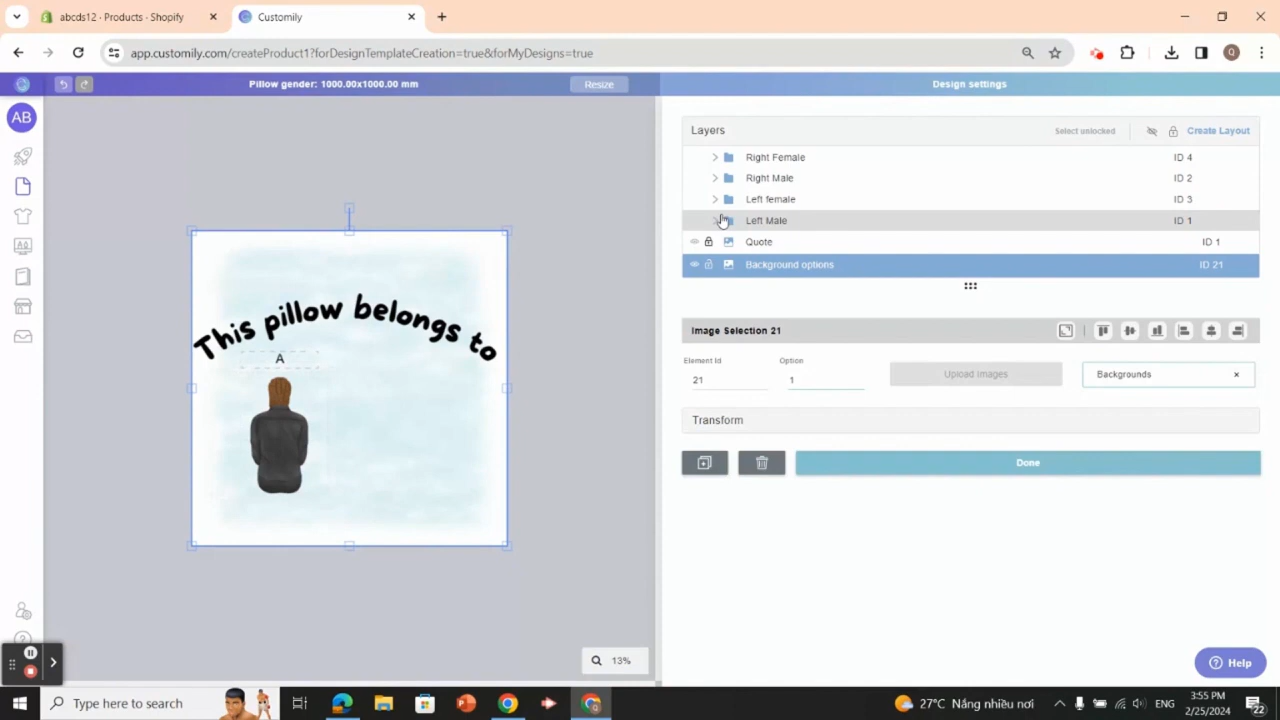 abcds12 · Products · Shopify
Customily
app.customily.com/createProduct1?forDesignTemplateCreation=true&forMyDesigns=true
Q
Pillow gender: 1000.00x1000.00 mm
Resize
Design settings
AB
Layers
Select unlocked
Create Layout
Right Female ID 4
Right Male ID 2
Left female ID 3
Left Male ID 1
Quote ID 1
Background options ID 21
This pillow belongs to
A
Image Selection 21
Element Id
Option
21
1
Upload Images
Backgrounds
Transform
Done
13%
Help
Type here to search
27°C Nắng nhiều nơi
ENG
3:55 PM
2/25/2024
22